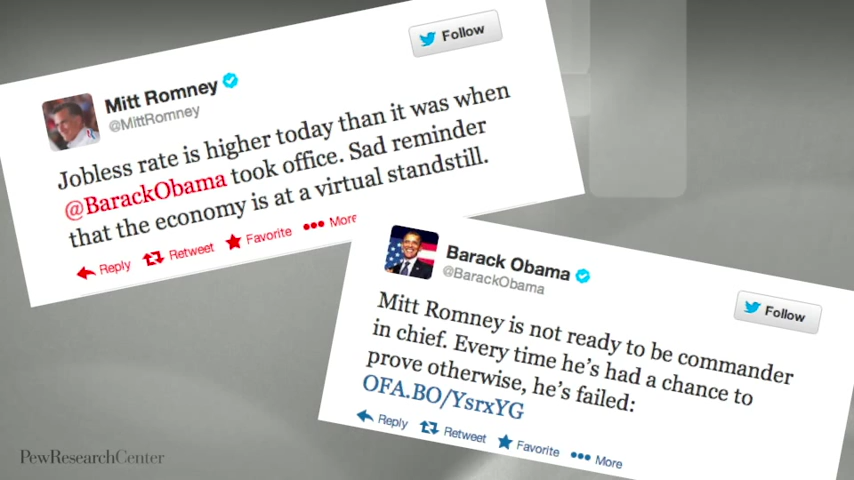 Follow
Mitt Romney
@MittRomney
Jobless rate is higher today than it was when
@BarackObama took office. Sad reminder
that the economy is at a virtual standstill.
Reply Retweet Favorite More
Barack Obama
@BarackObama
Follow
Mitt Romney is not ready to be commander
in chief. Every time he's had a chance to
prove otherwise, he's failed:
OFA.BO/YsrxYG
Reply Retweet Favorite More
PewResearchCenter